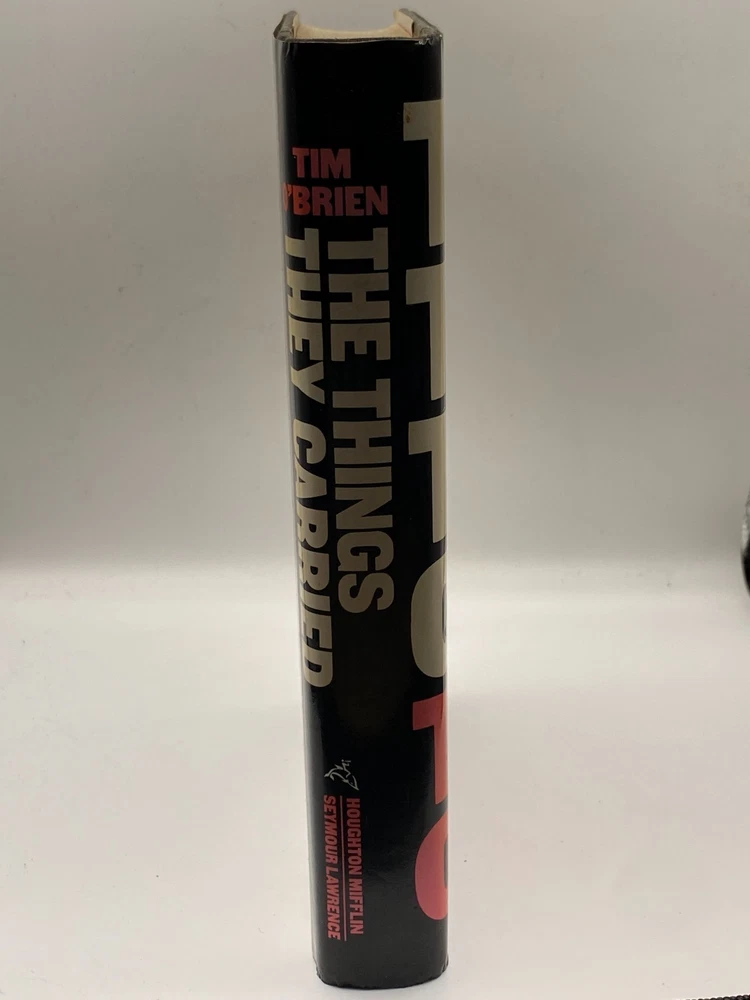 TIM
O'BRIEN
THE THINGS
THEY CARRIED
HOUGHTON MIFFLIN
SEYMOUR LAWRENCE